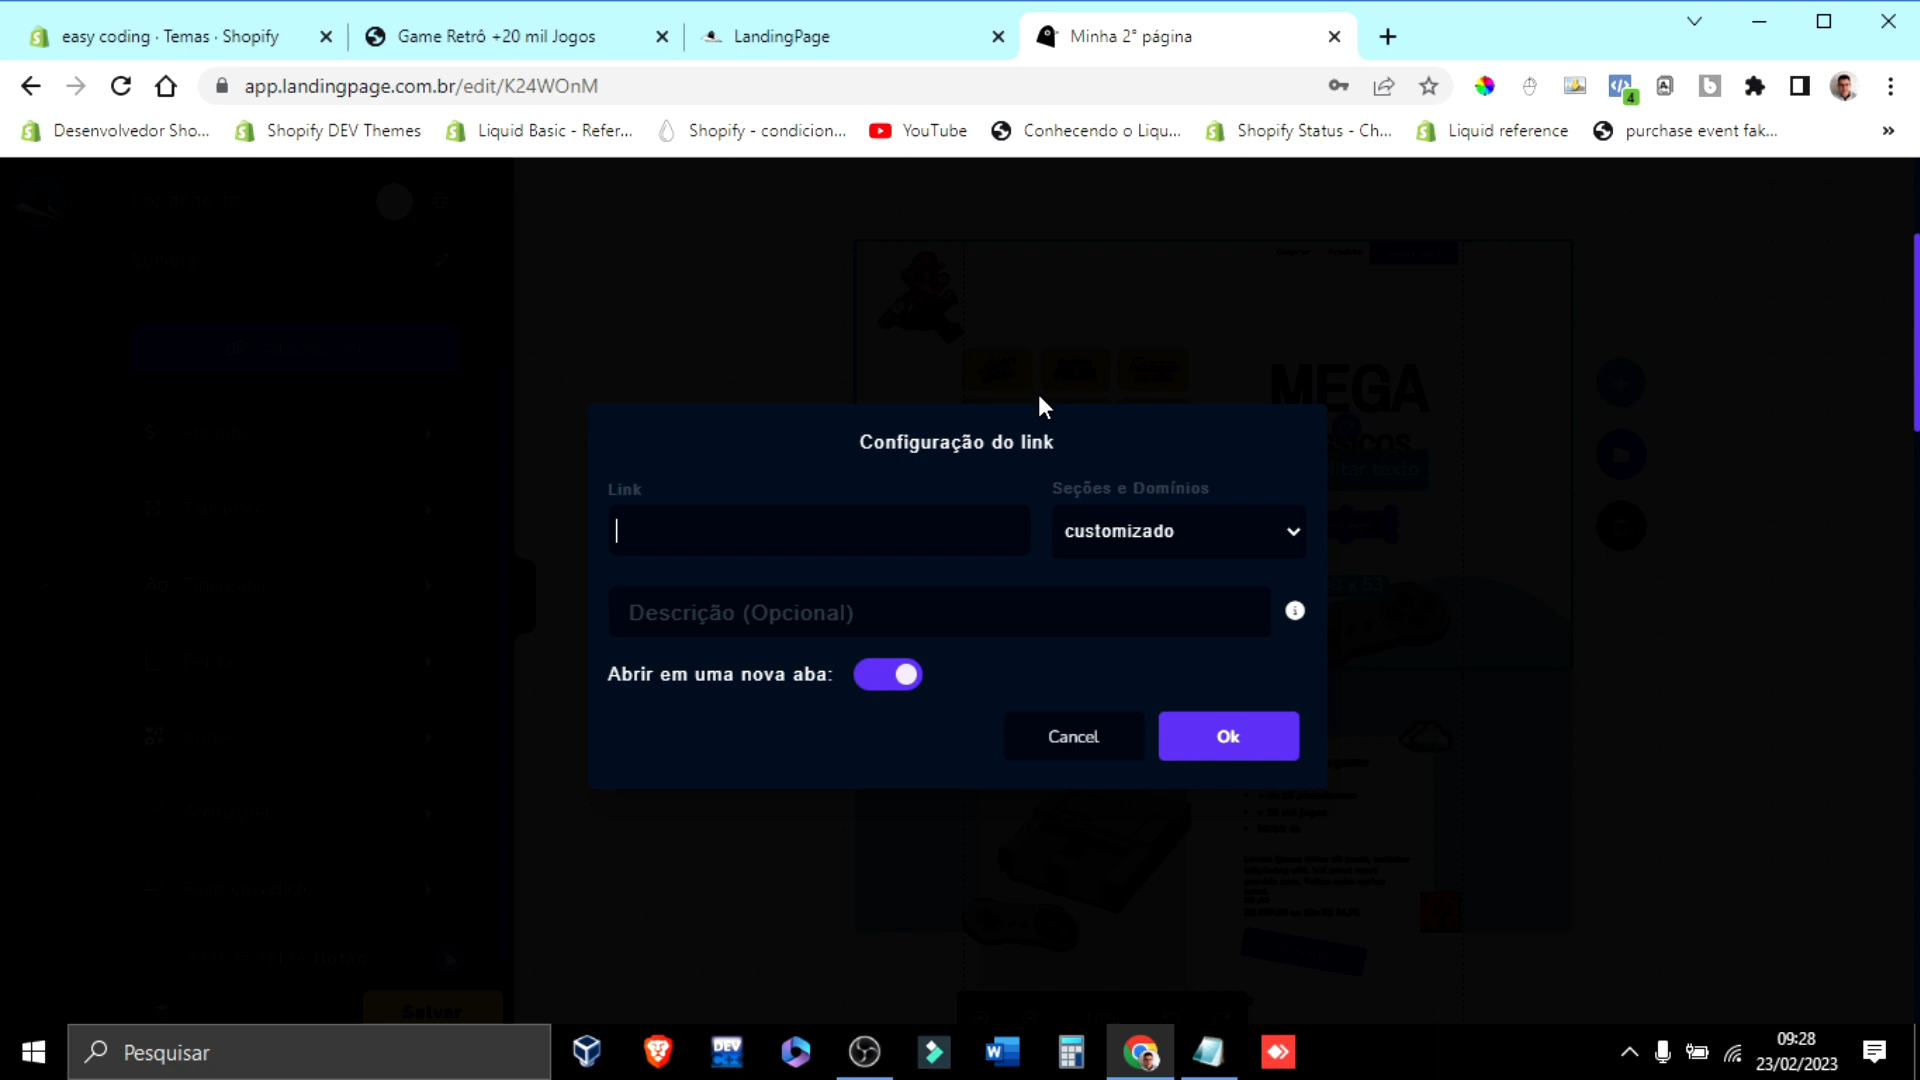 easy coding · Temas · Shopify
Game Retrô +20 mil Jogos
LandingPage
Minha 2° página
app.landingpage.com.br/edit/K24WOnM
4
Desenvolvedor Sho...
Shopify DEV Themes
Liquid Basic - Refer...
Shopify - condicion...
YouTube
Conhecendo o Liqu...
Shopify Status - Ch...
Liquid reference
purchase event fak...
MEGA
Configuração do link
Link
Seções e Domínios
customizado
Descrição (Opcional)
Abrir em uma nova aba:
Cancel
Ok
Salvar
Pesquisar
DEV
C++
09:28
23/02/2023